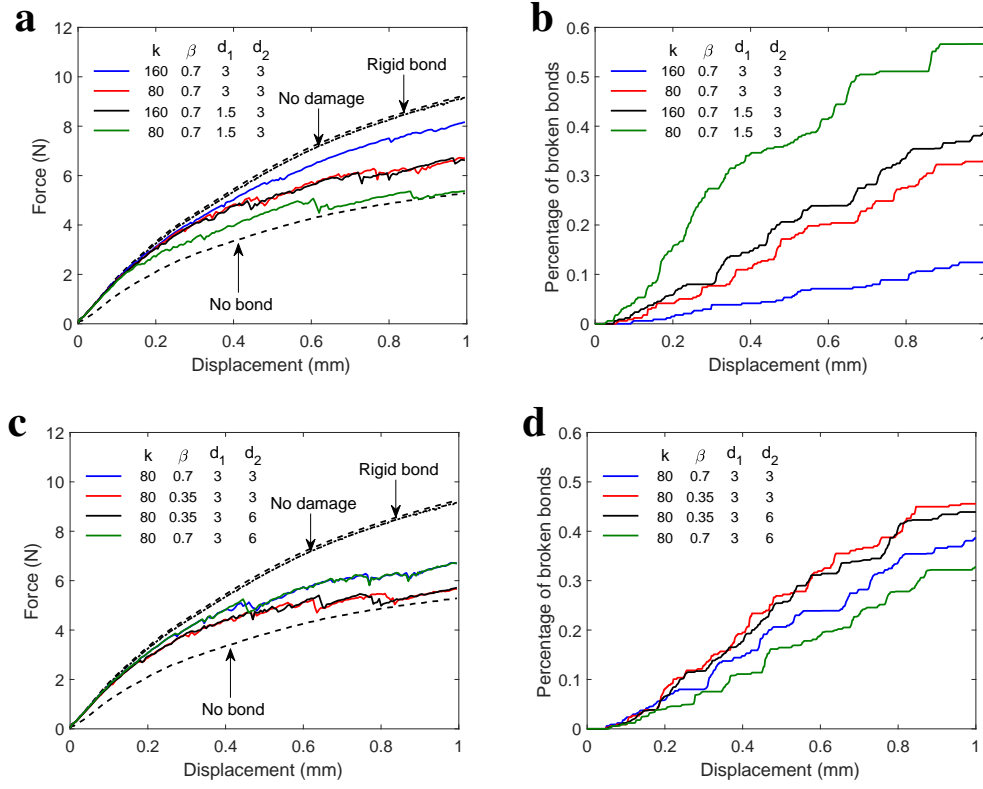 a
12
10
8
6
4
2
0
0
0.2
0.4
0.6
0.8
1
Force (N)
Displacement (mm)
k β d1 d2
160 0.7 3 3
80 0.7 3 3
160 0.7 1.5 3
80 0.7 1.5 3
Rigid bond
No damage
No bond
b
0.6
0.5
0.4
0.3
0.2
0.1
0
0
0.2
0.4
0.6
0.8
1
Percentage of broken bonds
Displacement (mm)
k β d1 d2
160 0.7 3 3
80 0.7 3 3
160 0.7 1.5 3
80 0.7 1.5 3
c
12
10
8
6
4
2
0
0
0.2
0.4
0.6
0.8
1
Force (N)
Displacement (mm)
k β d1 d2
80 0.7 3 3
80 0.35 3 3
80 0.35 3 6
80 0.7 3 6
Rigid bond
No damage
No bond
d
0.6
0.5
0.4
0.3
0.2
0.1
0
0
0.2
0.4
0.6
0.8
1
Percentage of broken bonds
Displacement (mm)
k β d1 d2
80 0.7 3 3
80 0.35 3 3
80 0.35 3 6
80 0.7 3 6